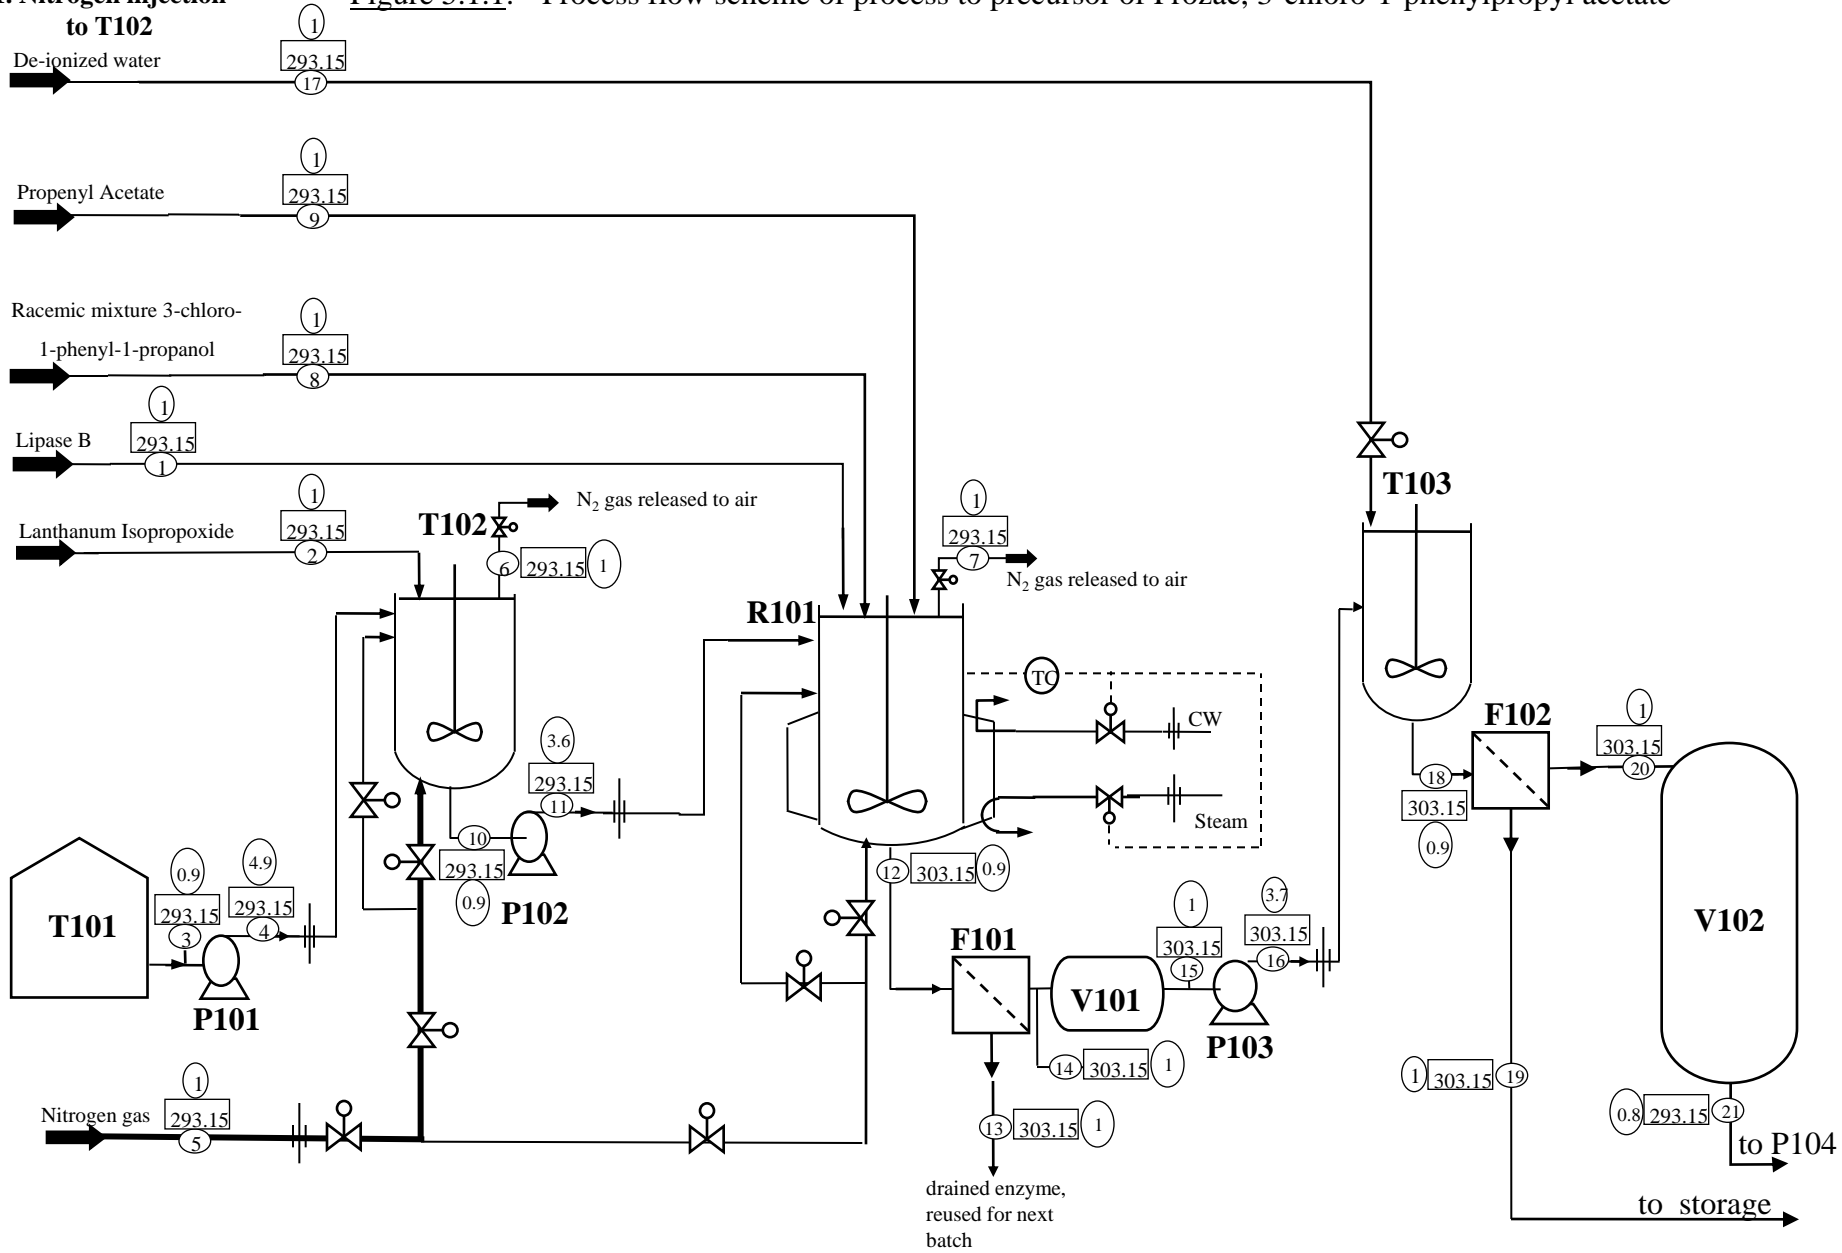 Nitrogen injection
to T102
Figure 3.1.1. Process flow scheme of process to precursor of Prozac, 3-chloro-1-phenylpropyl acetate
De-ionized water
1
293.15
17
Propenyl Acetate
1
293.15
9
Racemic mixture 3-chloro-
1-phenyl-1-propanol
1
293.15
8
Lipase B
1
293.15
1
Lanthanum Isopropoxide
1
293.15
2
T102
N2 gas released to air
6
293.15
1
R101
1
293.15
7
N2 gas released to air
T103
TC
CW
Steam
3.6
293.15
11
10
293.15
0.9
P102
T101
0.9
293.15
3
4.9
293.15
4
P101
Nitrogen gas
1
293.15
5
12
303.15
0.9
F101
V101
1
303.15
15
3.7
303.15
16
P103
14
303.15
1
13
303.15
1
drained enzyme,
reused for next
batch
F102
18
303.15
0.9
1
303.15
20
V102
1
303.15
19
0.8
293.15
21
to P104
to storage